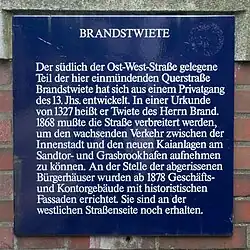 BRANDSTWIETE
Der südlich der Ost-West-Straße gelegene
Teil der hier einmündenden Querstraße
Brandstwiete hat sich aus einem Privatgang
des 13. Jhs. entwickelt. In einer Urkunde
von 1327 heißt er Twiete des Herrn Brand.
1868 mußte die Straße verbreitert werden,
um den wachsenden Verkehr zwischen der
Innenstadt und den neuen Kaianlagen am
Sandtor- und Grasbrookhafen aufnehmen
zu können. An der Stelle der abgerissenen
Bürgerhäuser wurden ab 1878 Geschäfts-
und Kontorgebäude mit historistischen
Fassaden errichtet. Sie sind an der
westlichen Straßenseite noch erhalten.